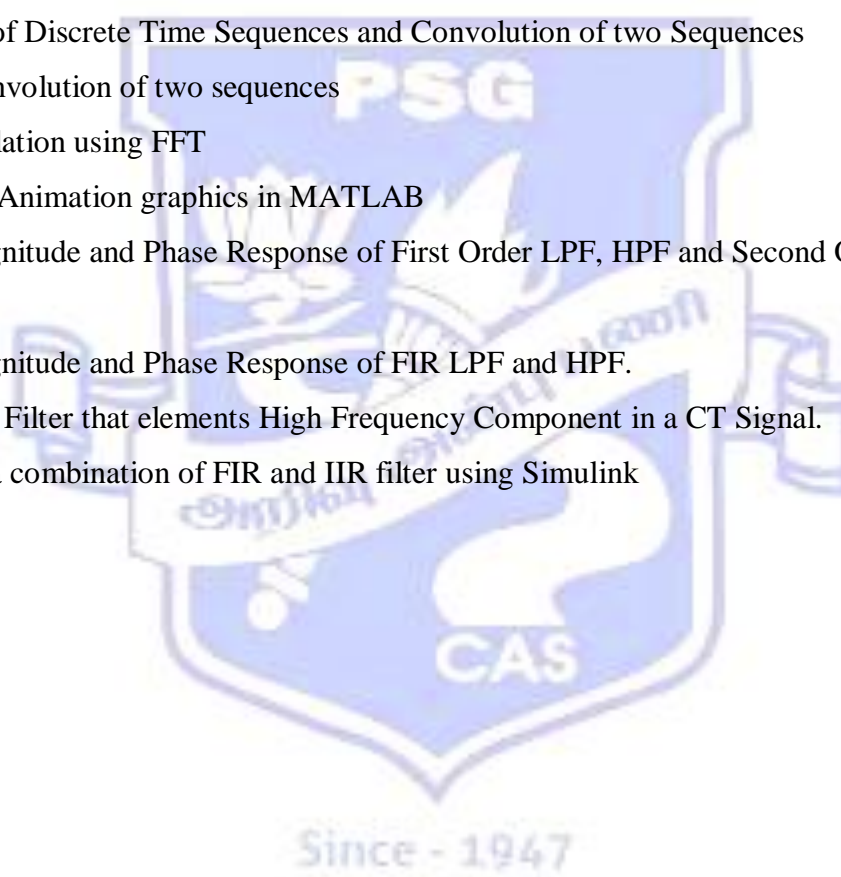 of Discrete Time Sequences and Convolution of two Sequences
nvolution of two sequences
lation using FFT
Animation graphics in MATLAB
nitude and Phase Response of First Order LPF, HPF and Second
nitude and Phase Response of FIR LPF and HPF.
Filter that elements High Frequency Component in a CT Signal.
combination of FIR and IIR filter using Simulink
PSG
CAS
Since - 1947